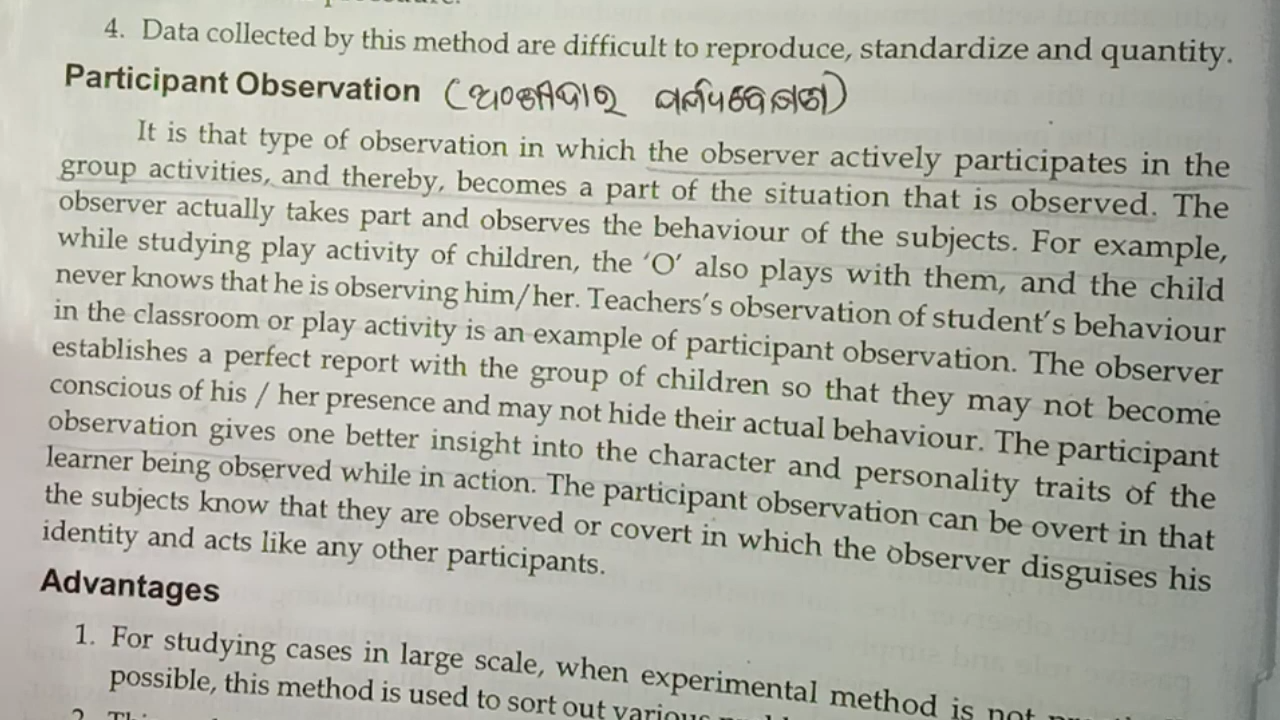 4. Data collected by this method are difficult to reproduce, standardize and quantity.
Participant Observation (ଅଂଶୀଦାର ପର୍ଯ୍ୟବେକ୍ଷଣ)
It is that type of observation in which the observer actively participates in the
group activities, and thereby, becomes a part of the situation that is observed. The
observer actually takes part and observes the behaviour of the subjects. For example,
while studying play activity of children, the ‘O’ also plays with them, and the child
never knows that he is observing him/her. Teachers's observation of student's behaviour
in the classroom or play activity is an example of participant observation. The observer
establishes a perfect report with the group of children so that they may not become
conscious of his / her presence and may not hide their actual behaviour. The participant
observation gives one better insight into the character and personality traits of the
learner being observed while in action. The participant observation can be overt in that
the subjects know that they are observed or covert in which the observer disguises his
identity and acts like any other participants.
Advantages
1. For studying cases in large scale, when experimental method is not
possible, this method is used to sort out various
2.